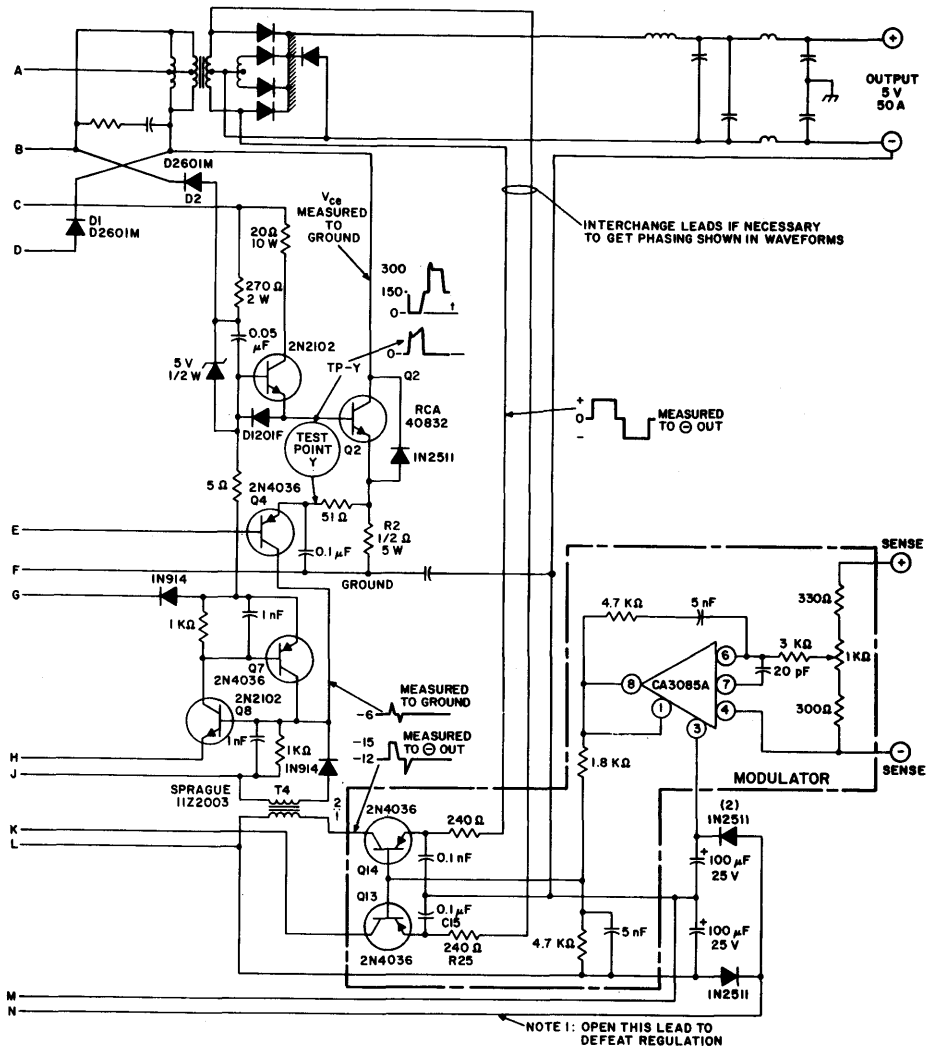 A
B
C
D
E
F
G
H
J
K
L
M
N
OUTPUT
5 V
50 A
+
−
D2601M
D2
D1
D2601M
Vce
MEASURED
TO
GROUND
300
150
0
t
INTERCHANGE LEADS IF NECESSARY
TO GET PHASING SHOWN IN WAVEFORMS
20Ω
10 W
270 Ω
2 W
0.05
μF
2N2102
5 V
1/2 W
0
TP-Y
Q2
RCA
40832
D1201F
TEST
POINT
Y
Q2
1N2511
+
0
−
MEASURED
TO ⊖ OUT
5 Ω
2N4036
Q4
51 Ω
0.1 μF
R2
1/2 Ω
5 W
GROUND
1N914
1 KΩ
1 nF
Q7
2N4036
2N2102
Q8
1 nF
1KΩ
1N914
MEASURED
TO GROUND
-6
MEASURED
TO ⊖ OUT
-15
-12
SPRAGUE
11Z2003
T4
2
1
SENSE
+
4.7 KΩ
5 nF
330Ω
3 KΩ
1KΩ
20 pF
300Ω
6
7
4
3
8
1
CA3085A
1.8 KΩ
−
SENSE
MODULATOR
2N4036
Q14
240 Ω
0.1 nF
Q13
0.1 μF
C15
2N4036
240 Ω
R25
4.7 KΩ
5 nF
(2)
1N2511
+
100 μF
25 V
+
100 μF
25 V
1N2511
NOTE 1: OPEN THIS LEAD TO
DEFEAT REGULATION